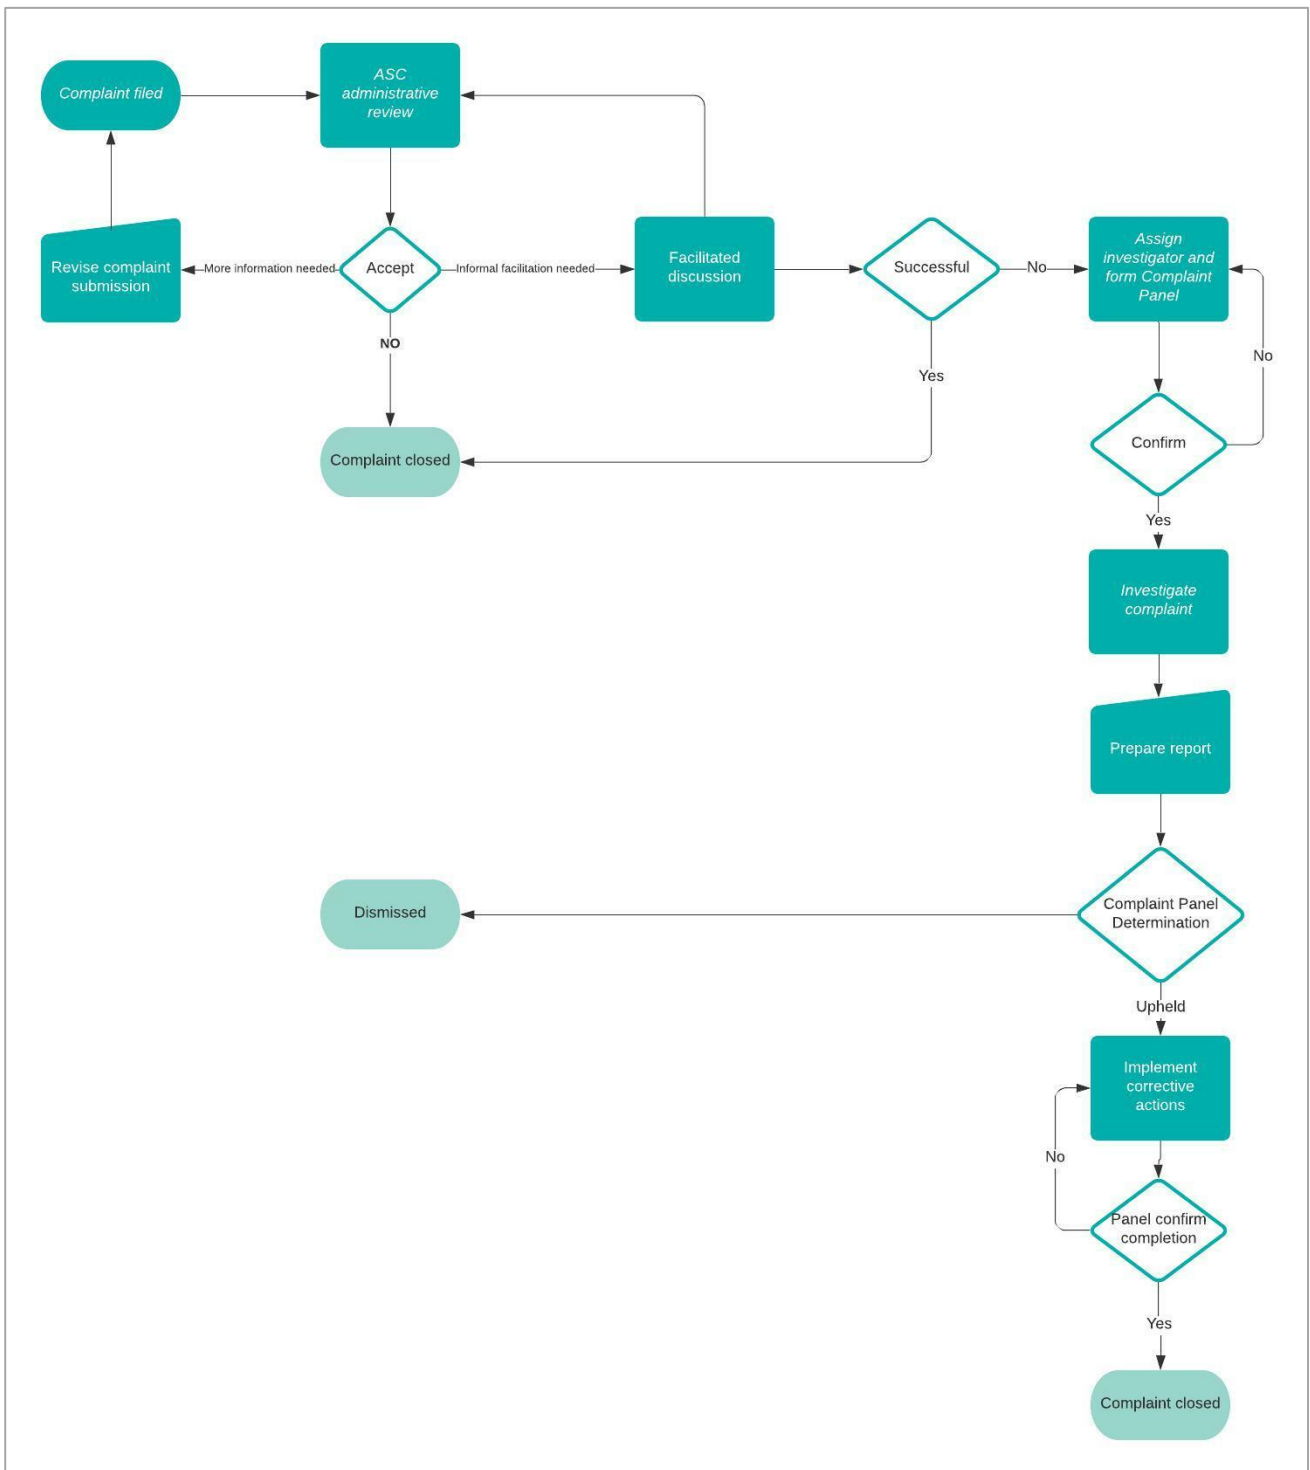 Complaint filed
ASC
administrative
review
Revise complaint
submission
More information needed
Accept
Informal facilitation needed
Facilitated
discussion
Successful
No
Assign
investigator and
form Complaint
Panel
NO
Yes
No
Complaint closed
Confirm
Yes
Investigate
complaint
Prepare report
Dismissed
Complaint Panel
Determination
Upheld
Implement
corrective
actions
No
Panel confirm
completion
Yes
Complaint closed